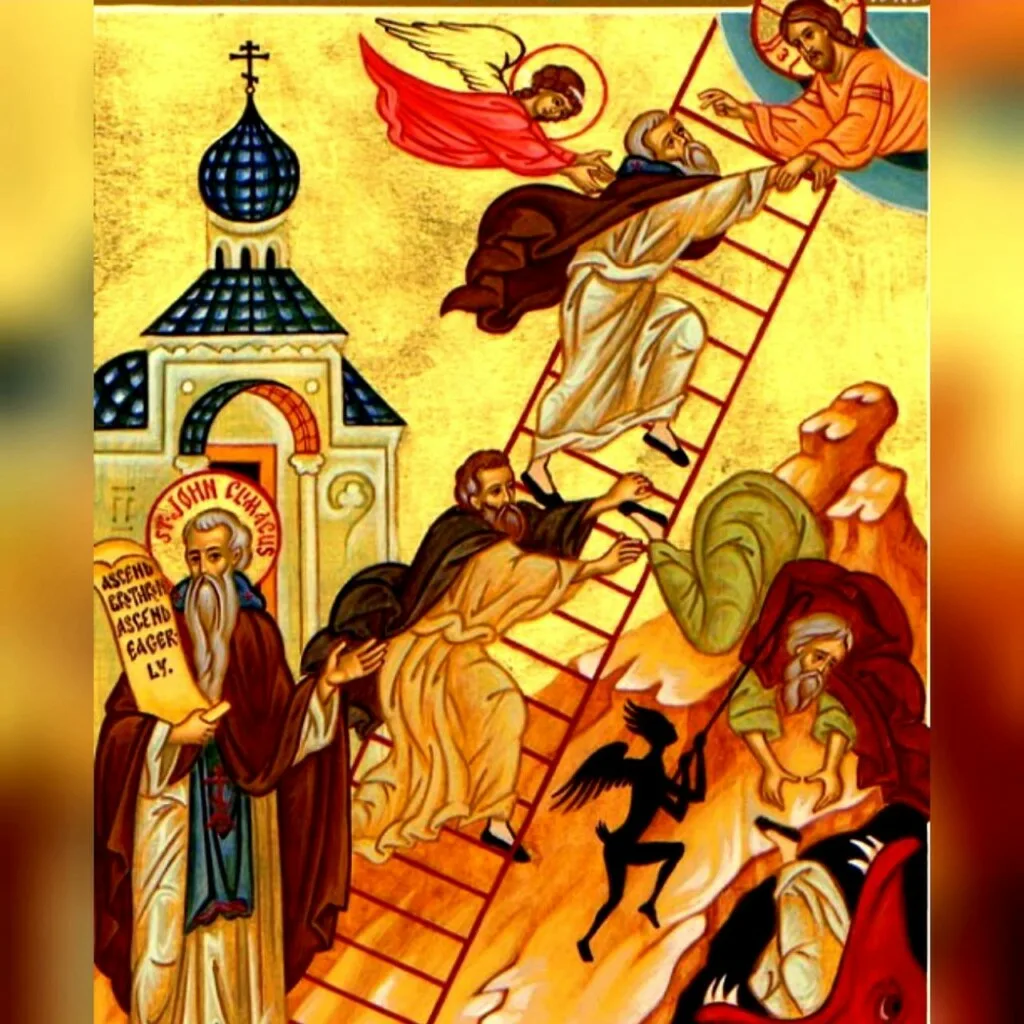 ST. JOHN CLIMACUS
ASCEND
BRETHREN
ASCEND
EAGER-
LY.